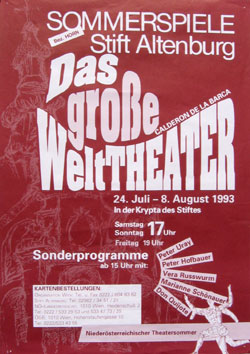 SOMMERSPIELE
Bez. HORN
Stift Altenburg
Das
große
WeltTHEATER
CALDERON DE LA BARCA
24. Juli – 8. August 1993
In der Krypta des Stiftes
Samstag
Sonntag 17 Uhr
Freitag 19 Uhr
Sonderprogramme
ab 15 Uhr mit:
Peter Uray
Peter Hofbauer
Vera Russwurm
Marianne Schönauer
Don Quijote
KARTENBESTELLUNGEN:
Niederösterreichischer Theatersommer